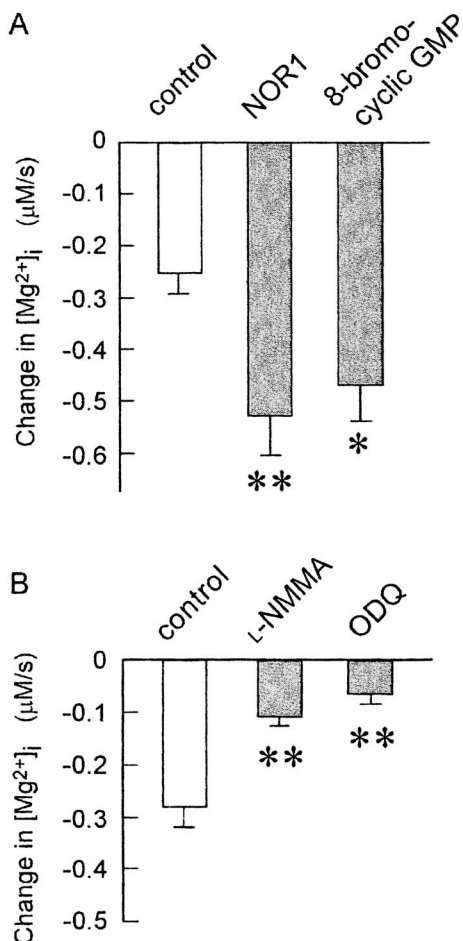 A
control
NOR1
8-bromo-
cyclic GMP
Change in [Mg²⁺]ᵢ (μM/s)
0
-0.1
-0.2
-0.3
-0.4
-0.5
-0.6
**
*
B
control
L-NMMA
ODQ
Change in [Mg²⁺]ᵢ (μM/s)
0
-0.1
-0.2
-0.3
-0.4
-0.5
**
**